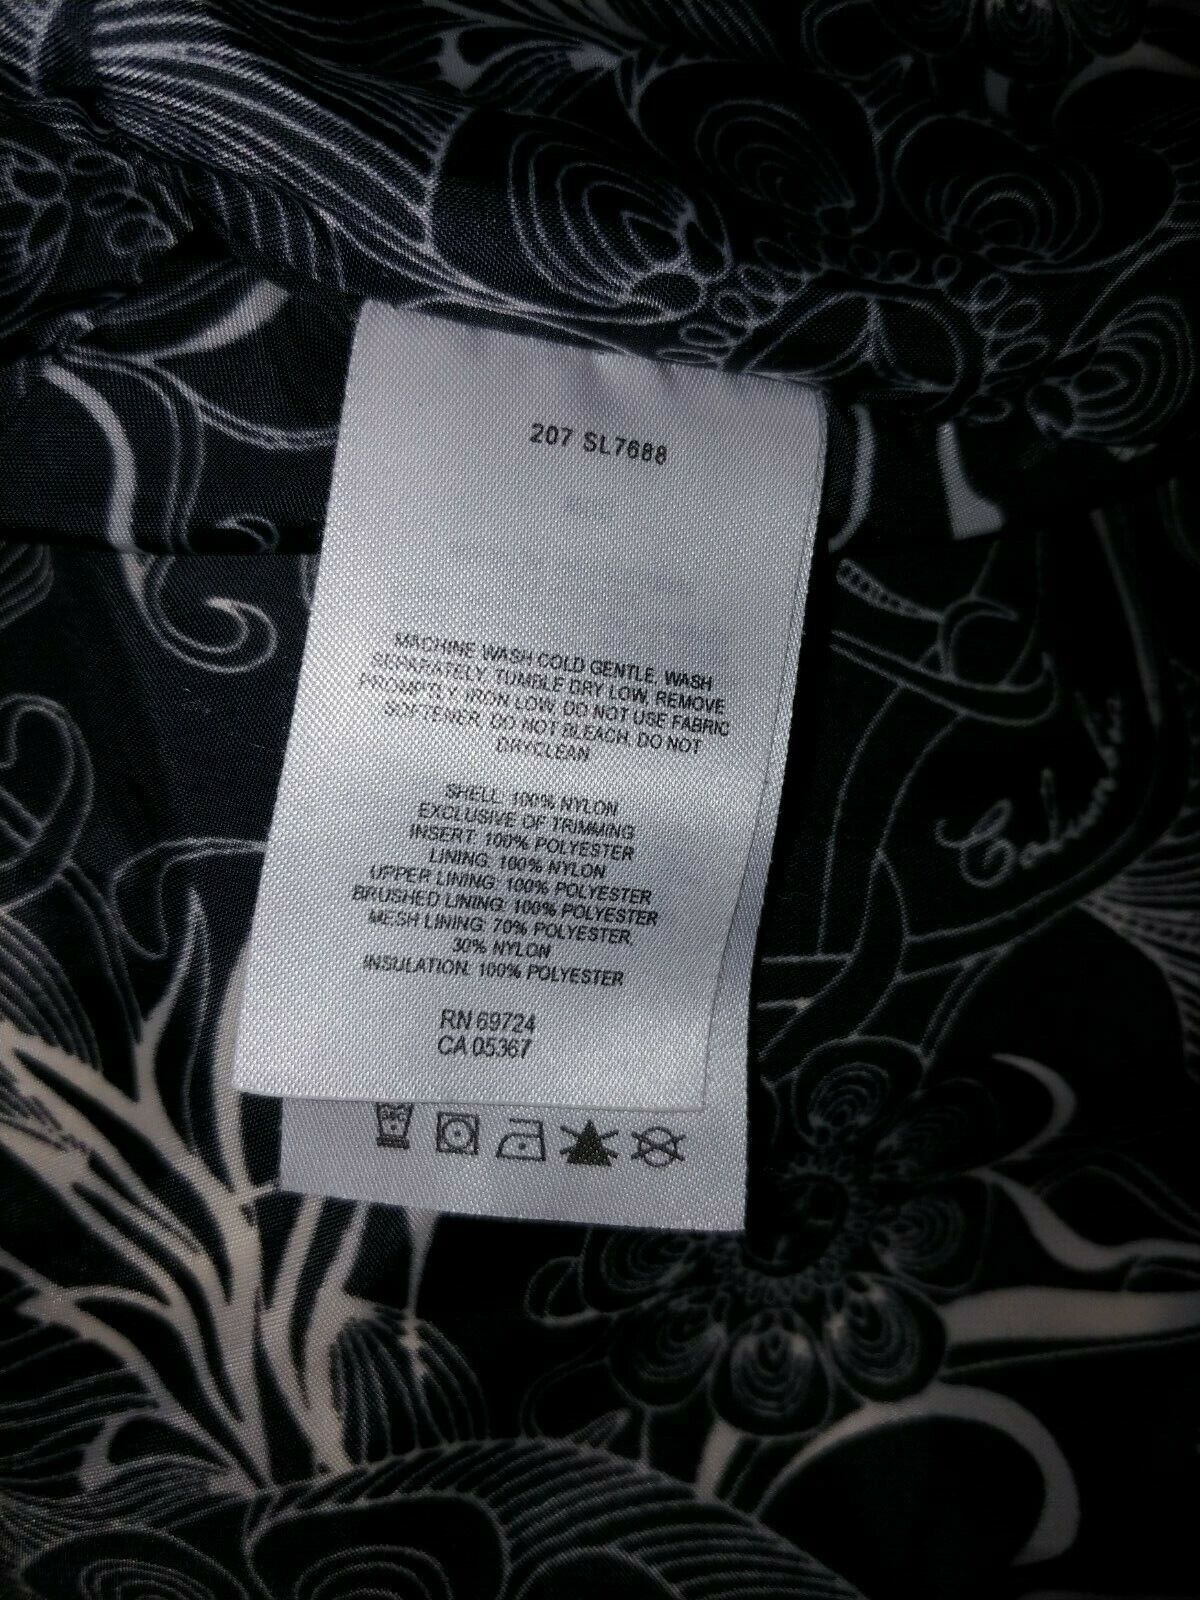 207 SL7688
MACHINE WASH COLD GENTLE, WASH
SEPARATELY, TUMBLE DRY LOW, REMOVE
PROMPTLY, IRON LOW, DO NOT USE FABRIC
SOFTENER, DO NOT BLEACH, DO NOT
DRYCLEAN
SHELL: 100% NYLON
EXCLUSIVE OF TRIMMING
INSERT: 100% POLYESTER
LINING: 100% NYLON
UPPER LINING: 100% POLYESTER
BRUSHED LINING: 100% POLYESTER
MESH LINING: 70% POLYESTER,
30% NYLON
INSULATION: 100% POLYESTER
RN 69724
CA 05367
Columbia